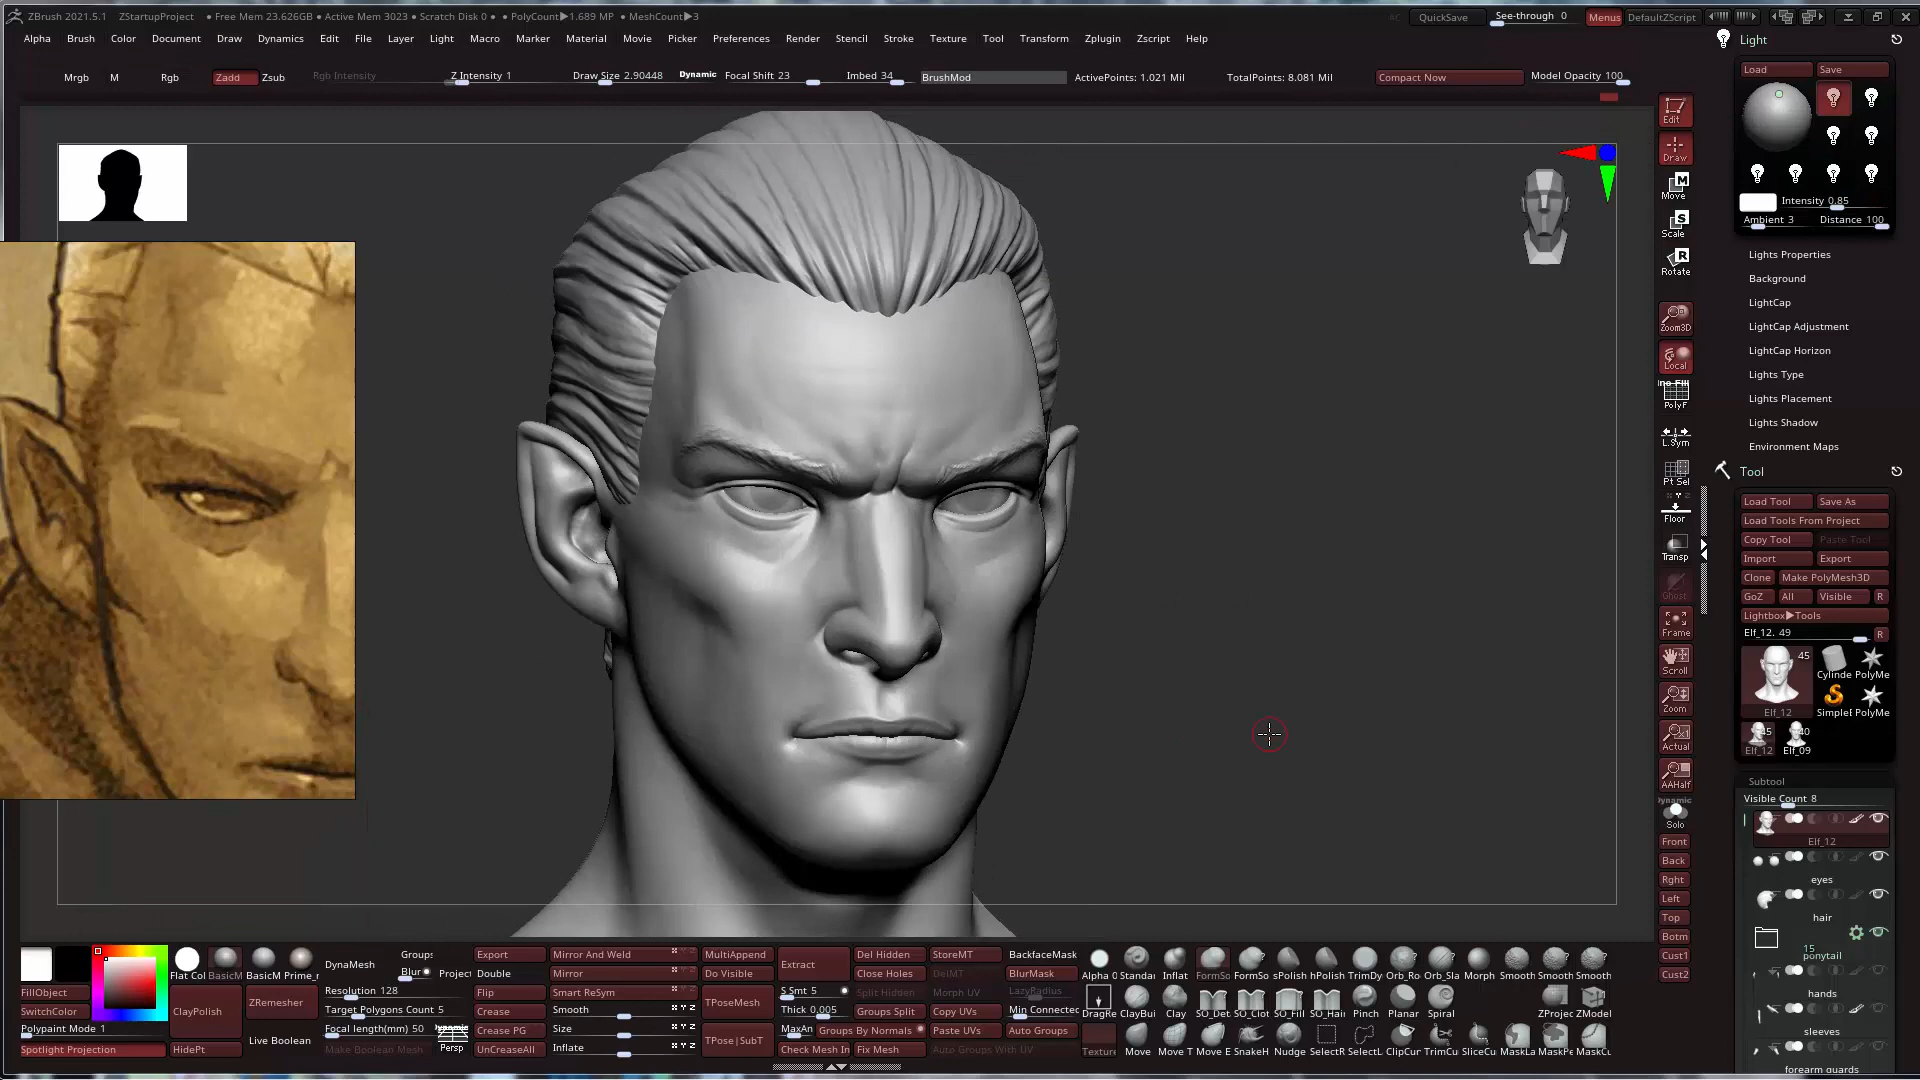 ZBrush 2021.5.1 ZStartupProject • Free Mem 23.626GB • Active Mem 3023 • Scratch Disk 0 • PolyCount▶1.689 MP • MeshCount▶3
QuickSave See-through 0 Menus DefaultZScript
Alpha Brush Color Document Draw Dynamics Edit File Layer Light Macro Marker Material Movie Picker Preferences Render Stencil Stroke Texture Tool Transform Zplugin Zscript Help
Mrgb M Rgb Zadd Zsub Rgb Intensity Z Intensity 1 Draw Size 2.90448 Dynamic Focal Shift 23 Imbed 34 BrushMod ActivePoints: 1.021 Mil TotalPoints: 8.081 Mil Compact Now Model Opacity 100
Edit
Draw
Move
Scale
Rotate
Zoom3D
Local
PolyF
L.Sym
Pt Sel
Floor
Transp
Ghost
Frame
Scroll
Zoom
Actual
AAHalf
Dynamic
Solo
Front
Back
Rght
Left
Top
Botm
Cust1
Cust2
Light
Load Save
Intensity 0.85
Ambient 3 Distance 100
Lights Properties
Background
LightCap
LightCap Adjustment
LightCap Horizon
Lights Type
Lights Placement
Lights Shadow
Environment Maps
Tool
Load Tool Save As
Load Tools From Project
Copy Tool Paste Tool
Import Export
Clone Make PolyMesh3D
GoZ All Visible R
Lightbox▶Tools
Elf_12. 49 R
45 Cylinde PolyMe
Elf_12 SimpleB PolyMe
45 40
Elf_12 Elf_09
Subtool
Visible Count 8
Elf_12
eyes
hair
15
ponytail
hands
sleeves
forearm guards
Flat Col BasicM BasicM Prime_r
FillObject
SwitchColor
Polypaint Mode 1
Spotlight Projection
ClayPolish
HidePt
ZRemesher
Live Boolean
DynaMesh
Groups
Blur Project
Resolution 128
Target Polygons Count 5
Focal length(mm) 50
Dynamic
Persp
Make Boolean Mesh
Export Mirror And Weld
Double Mirror
Flip Smart ReSym
Crease Smooth
Crease PG Size
UnCreaseAll Inflate
MultiAppend
Do Visible
TPoseMesh
TPose|SubT
Extract
S Smt 5
Thick 0.005
MaxAn Groups By Normals
Check Mesh In Fix Mesh
Del Hidden StoreMT BackfaceMask
Close Holes DelMT BlurMask
Split Hidden Morph UV LazyRadius
Groups Split Copy UVs Min Connected
Paste UVs Auto Groups
Auto Groups With UV
Alpha O Standar Inflat FormSo FormSo sPolish hPolish TrimDy Orb_Ro Orb_Sla Morph Smooth Smooth Smooth
DragRe ClayBui Clay SO_Det SO_Clot SO_Fill SO_Hair Pinch Planar Spiral ZProjec ZModel
Texture Move Move T Move E SnakeH Nudge SelectR SelectL ClipCur TrimCu SliceCu MaskLa MaskPe MaskCu